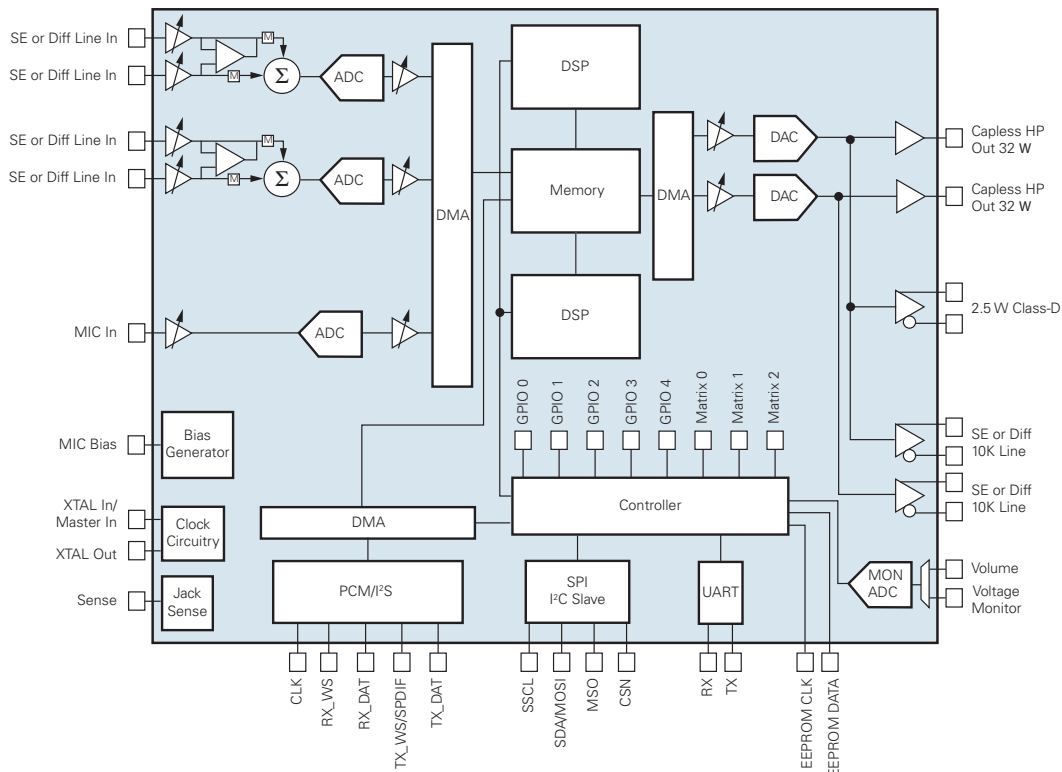 SE or Diff Line In
SE or Diff Line In
SE or Diff Line In
SE or Diff Line In
MIC In
MIC Bias
XTAL In/
Master In
XTAL Out
Sense
M
M
Σ
ADC
M
M
Σ
ADC
ADC
DMA
DSP
Memory
DSP
DMA
DAC
DAC
Capless HP
Out 32 W
Capless HP
Out 32 W
2.5 W Class-D
SE or Diff
10K Line
SE or Diff
10K Line
Volume
Voltage
Monitor
Bias
Generator
Clock
Circuitry
Jack
Sense
GPIO 0
GPIO 1
GPIO 2
GPIO 3
GPIO 4
Matrix 0
Matrix 1
Matrix 2
DMA
Controller
PCM/I²S
SPI
I²C Slave
UART
MON
ADC
CLK
RX_WS
RX_DAT
TX_WS/SPDIF
TX_DAT
SSCL
SDA/MOSI
MSO
CSN
RX
TX
EEPROM CLK
EEPROM DATA